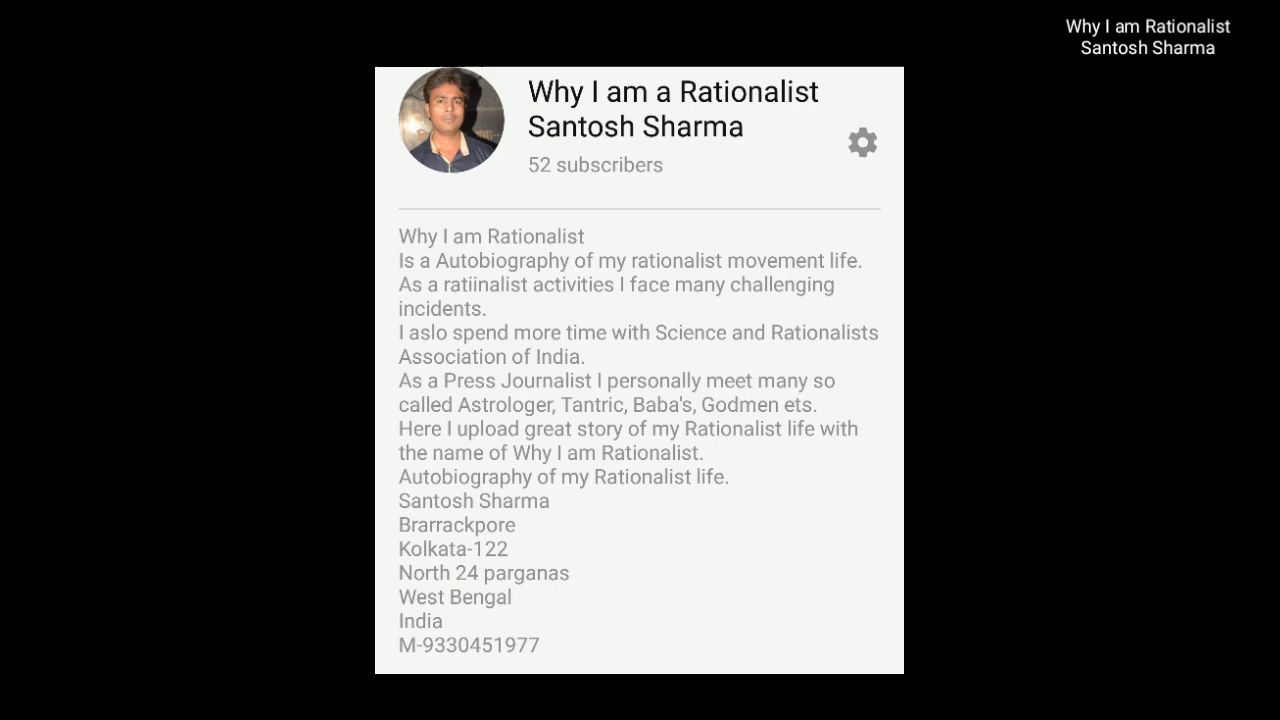 Why I am Rationalist
Santosh Sharma
Why I am a Rationalist
Santosh Sharma
52 subscribers
Why I am Rationalist
Is a Autobiography of my rationalist movement life.
As a ratiinalist activities I face many challenging
incidents.
I aslo spend more time with Science and Rationalists
Association of India.
As a Press Journalist I personally meet many so
called Astrologer, Tantric, Baba's, Godmen ets.
Here I upload great story of my Rationalist life with
the name of Why I am Rationalist.
Autobiography of my Rationalist life.
Santosh Sharma
Brarrackpore
Kolkata-122
North 24 parganas
West Bengal
India
M-9330451977